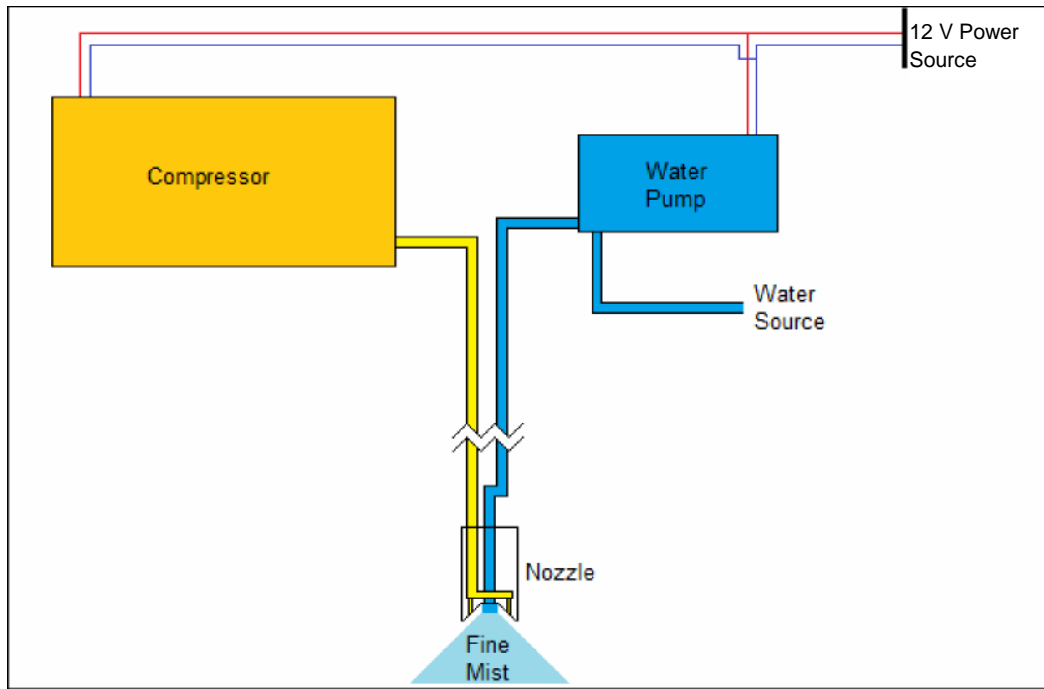 12 V Power
Source
Compressor
Water
Pump
Water
Source
Nozzle
Fine
Mist